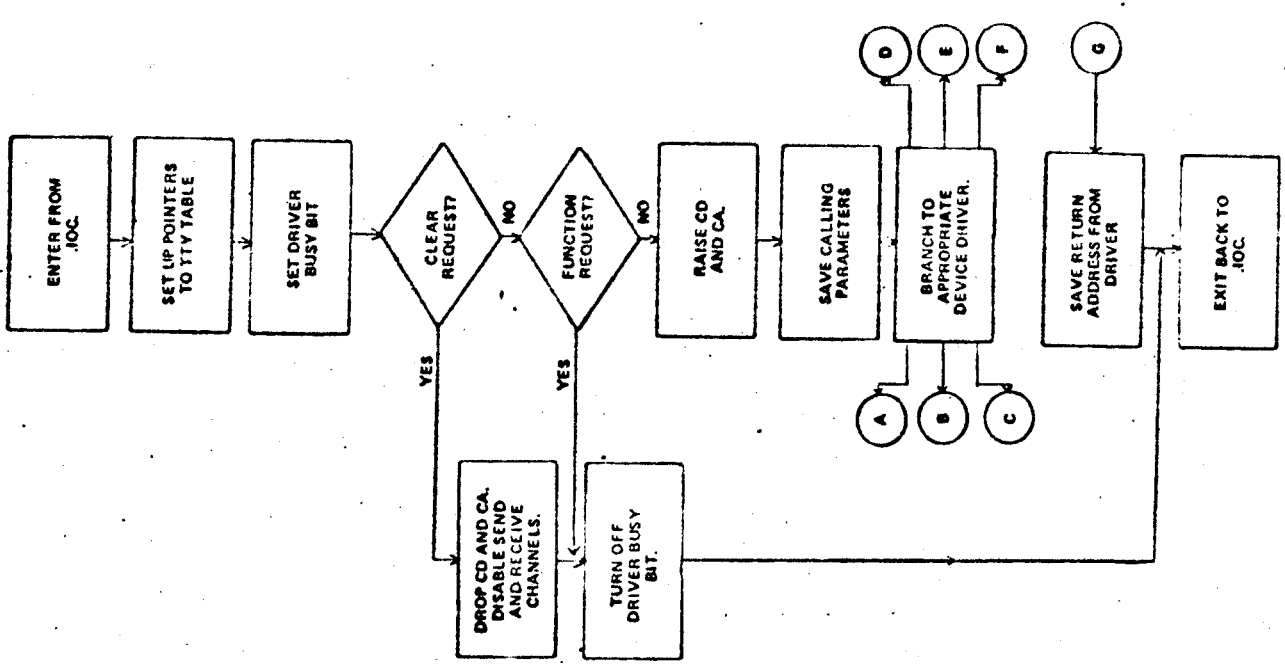 ENTER FROM
.IOC.
SET UP POINTERS
TO TTY TABLE
SET DRIVER
BUSY BIT
CLEAR
REQUEST?
YES
NO
FUNCTION
REQUEST?
YES
NO
DROP CD AND CA.
DISABLE SEND
AND RECEIVE
CHANNELS.
TURN OFF
DRIVER BUSY
BIT.
RAISE CD
AND CA.
SAVE CALLING
PARAMETERS
BRANCH TO
APPROPRIATE
DEVICE DRIVER.
A
B
C
D
E
F
G
SAVE RETURN
ADDRESS FROM
DRIVER
EXIT BACK TO
.IOC.